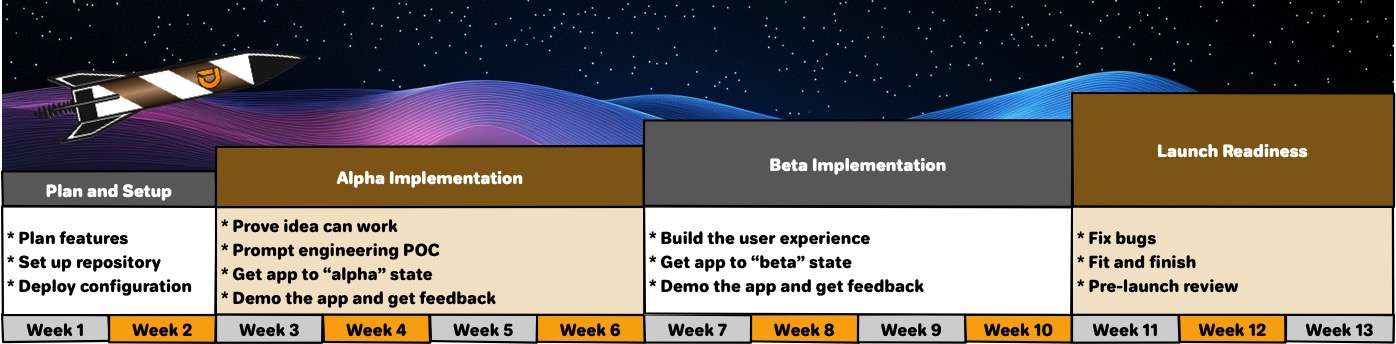 Plan and Setup
Alpha Implementation
Beta Implementation
Launch Readiness
* Plan features
* Set up repository
* Deploy configuration
* Prove idea can work
* Prompt engineering POC
* Get app to “alpha” state
* Demo the app and get feedback
* Build the user experience
* Get app to “beta” state
* Demo the app and get feedback
* Fix bugs
* Fit and finish
* Pre-launch review
Week 1
Week 2
Week 3
Week 4
Week 5
Week 6
Week 7
Week 8
Week 9
Week 10
Week 11
Week 12
Week 13